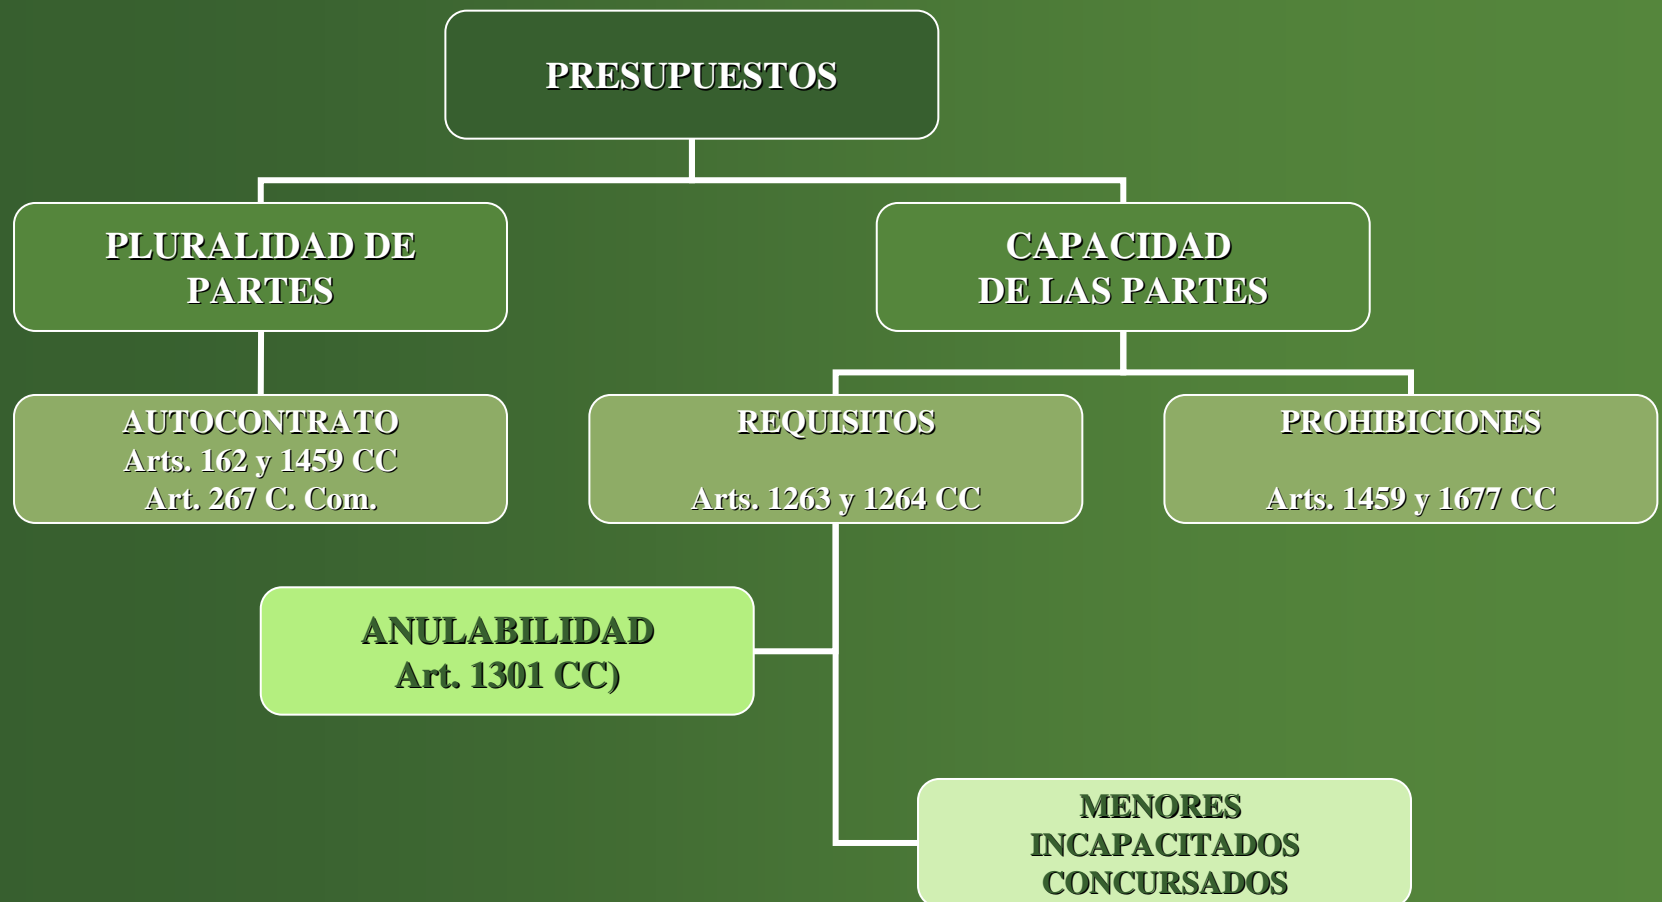 PRESUPUESTOS
PLURALIDAD DE
PARTES
CAPACIDAD
DE LAS PARTES
AUTOCONTRATO
Arts. 162 y 1459 CC
Art. 267 C. Com.
REQUISITOS
Arts. 1263 y 1264 CC
PROHIBICIONES
Arts. 1459 y 1677 CC
ANULABILIDAD
Art. 1301 CC)
MENORES
INCAPACITADOS
CONCURSADOS